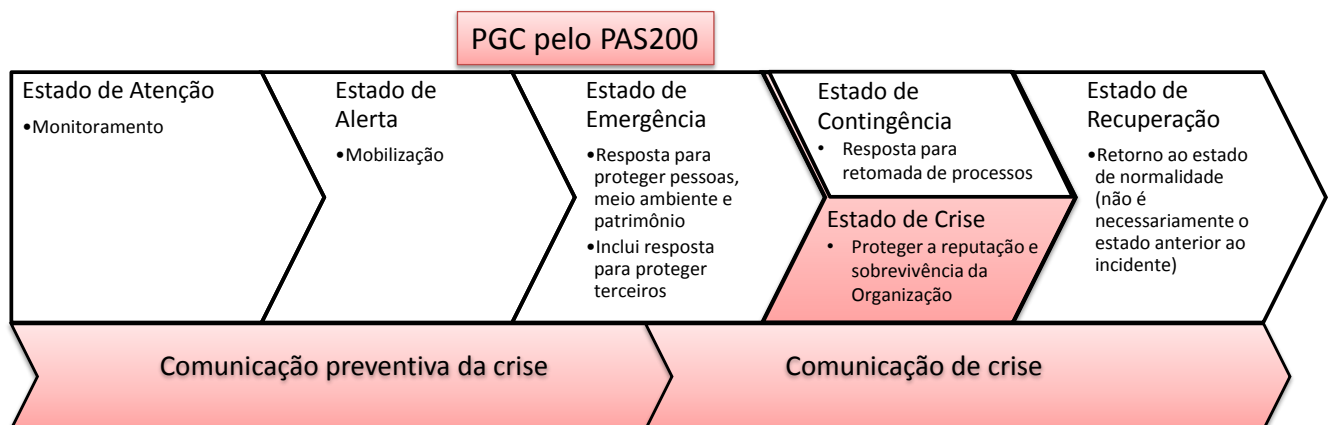 PGC pelo PAS200
Estado de Atenção
•Monitoramento
Estado de
Alerta
•Mobilização
Estado de
Emergência
•Resposta para
proteger pessoas,
meio ambiente e
patrimônio
•Inclui resposta
para proteger
terceiros
Estado de
Contingência
• Resposta para
retomada de processos
Estado de Crise
• Proteger a reputação e
sobrevivência da
Organização
Estado de
Recuperação
•Retorno ao estado
de normalidade
(não é
necessariamente o
estado anterior ao
incidente)
Comunicação preventiva da crise
Comunicação de crise